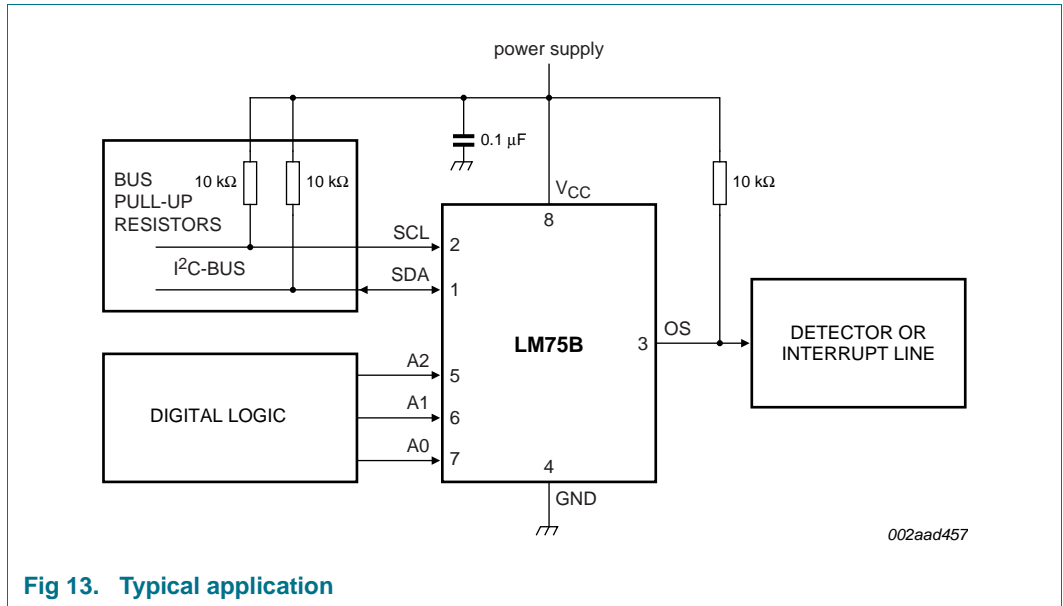 power supply
0.1 μF
BUS
PULL-UP
RESISTORS
10 kΩ
10 kΩ
10 kΩ
VCC
8
SCL
2
I2C-BUS
SDA
1
LM75B
3
OS
DETECTOR OR
INTERRUPT LINE
A2
5
DIGITAL LOGIC
A1
6
A0
7
4
GND
002aad457
Fig 13. Typical application